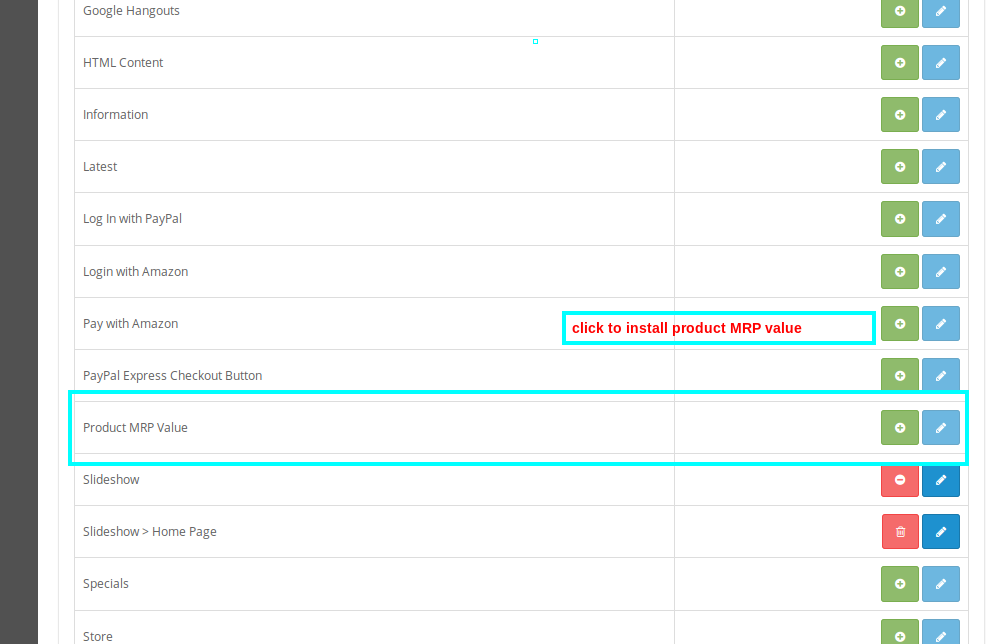 Google Hangouts
HTML Content
Information
Latest
Log In with PayPal
Login with Amazon
Pay with Amazon
click to install product MRP value
PayPal Express Checkout Button
Product MRP Value
Slideshow
Slideshow > Home Page
Specials
Store